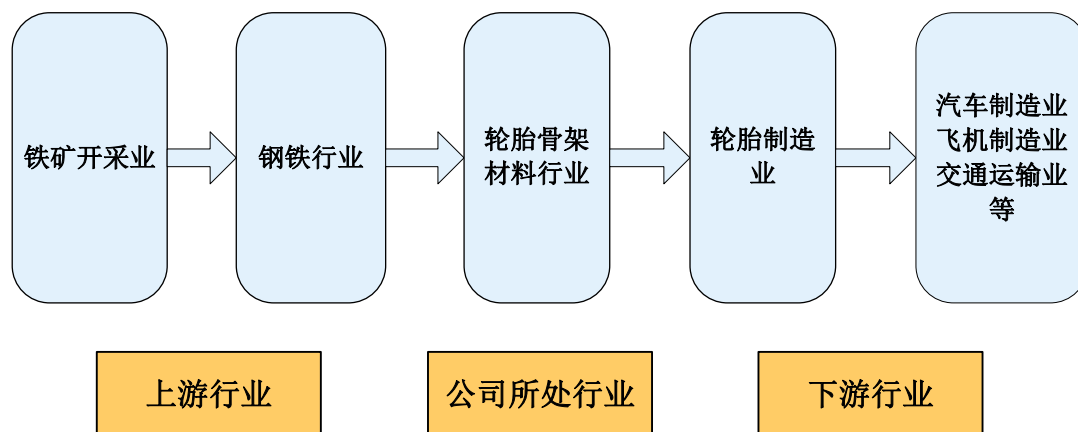 铁矿开采业
钢铁行业
轮胎骨架
材料行业
轮胎制造
业
汽车制造业
飞机制造业
交通运输业
等
上游行业
公司所处行业
下游行业